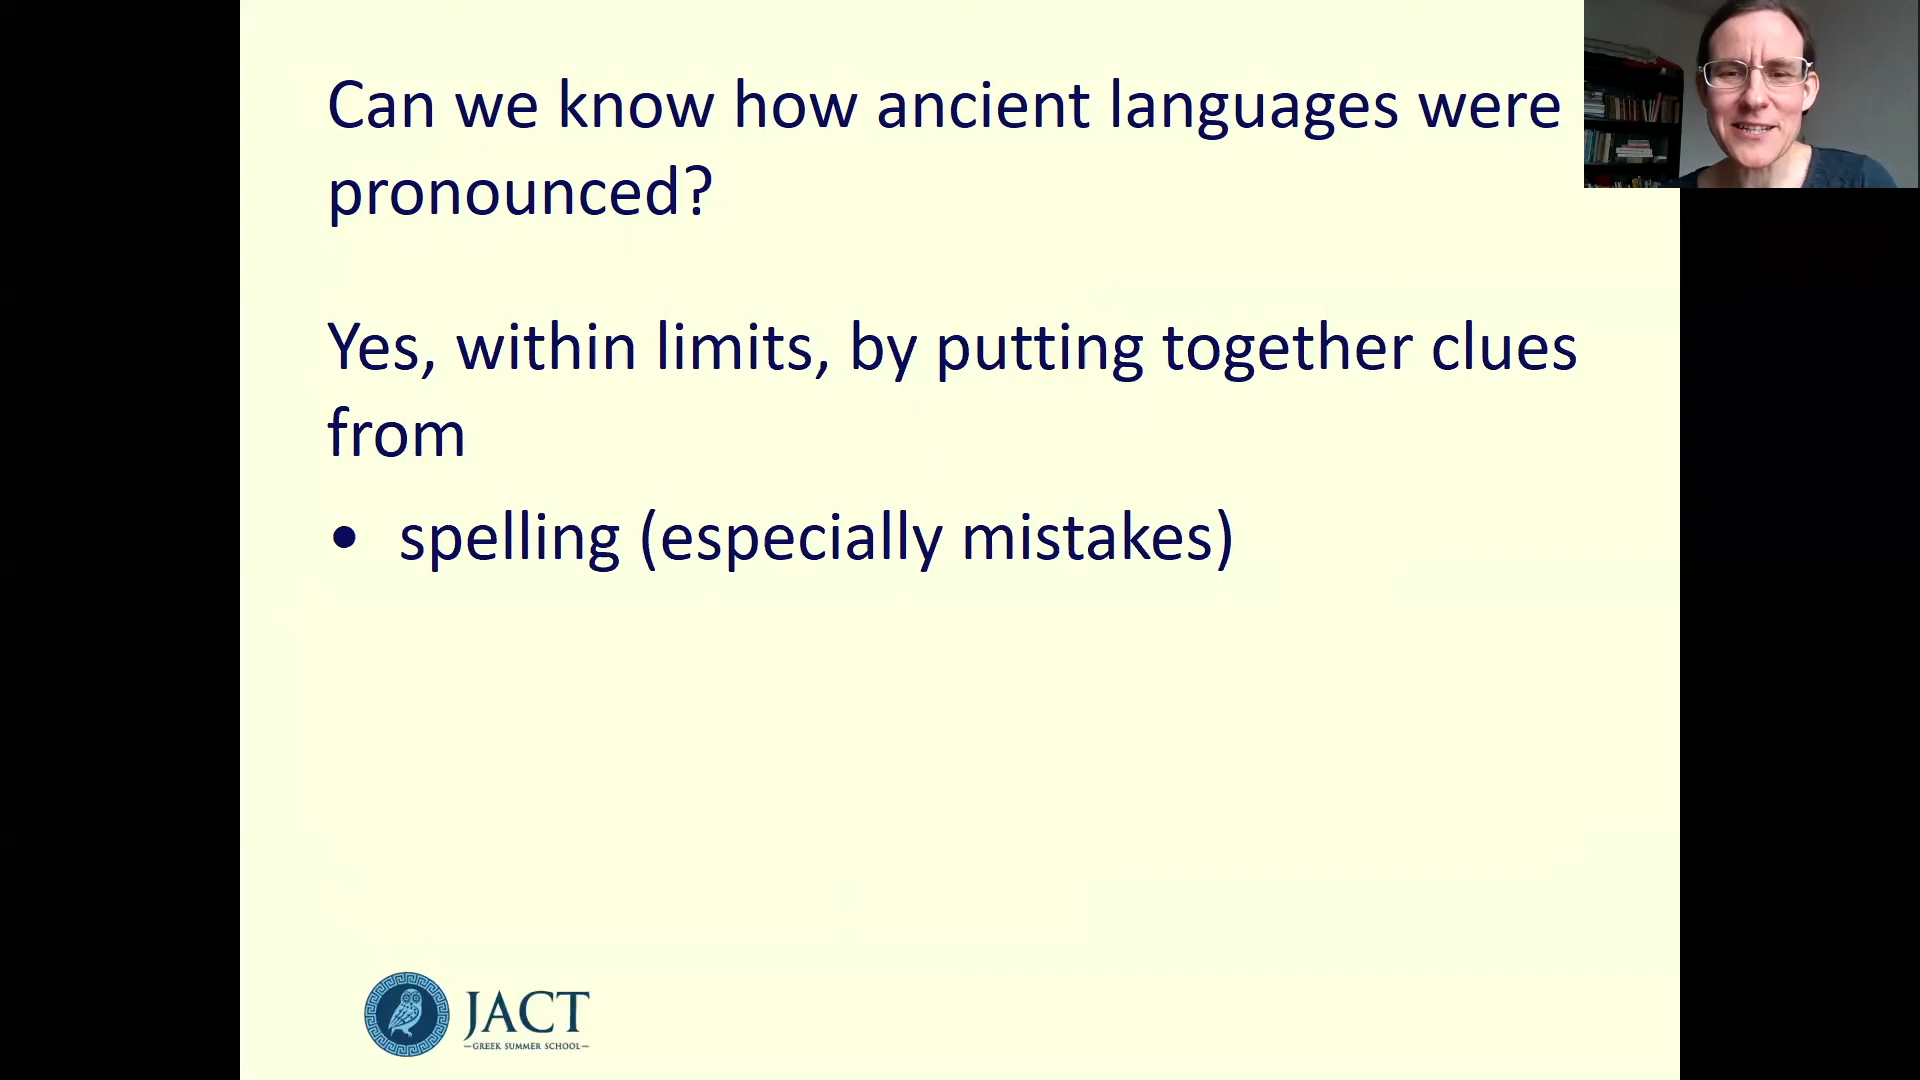 Can we know how ancient languages were
pronounced?
Yes, within limits, by putting together clues
from
• spelling (especially mistakes)
JACT
GREEK SUMMER SCHOOL